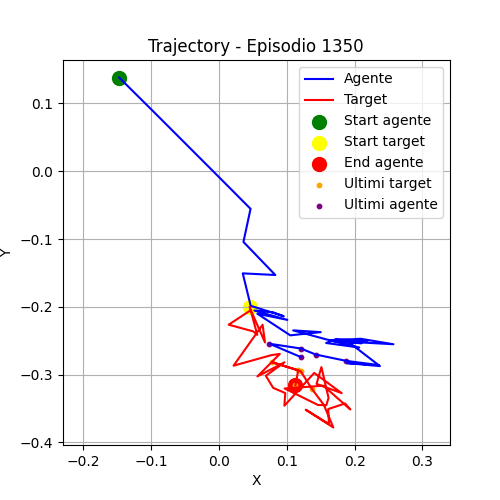 Trajectory - Episodio 1350
Agente
Target
Start agente
Start target
End agente
Ultimi target
Ultimi agente
0.1
0.0
−0.1
−0.2
−0.3
−0.4
Y
−0.2
−0.1
0.0
0.1
0.2
0.3
X